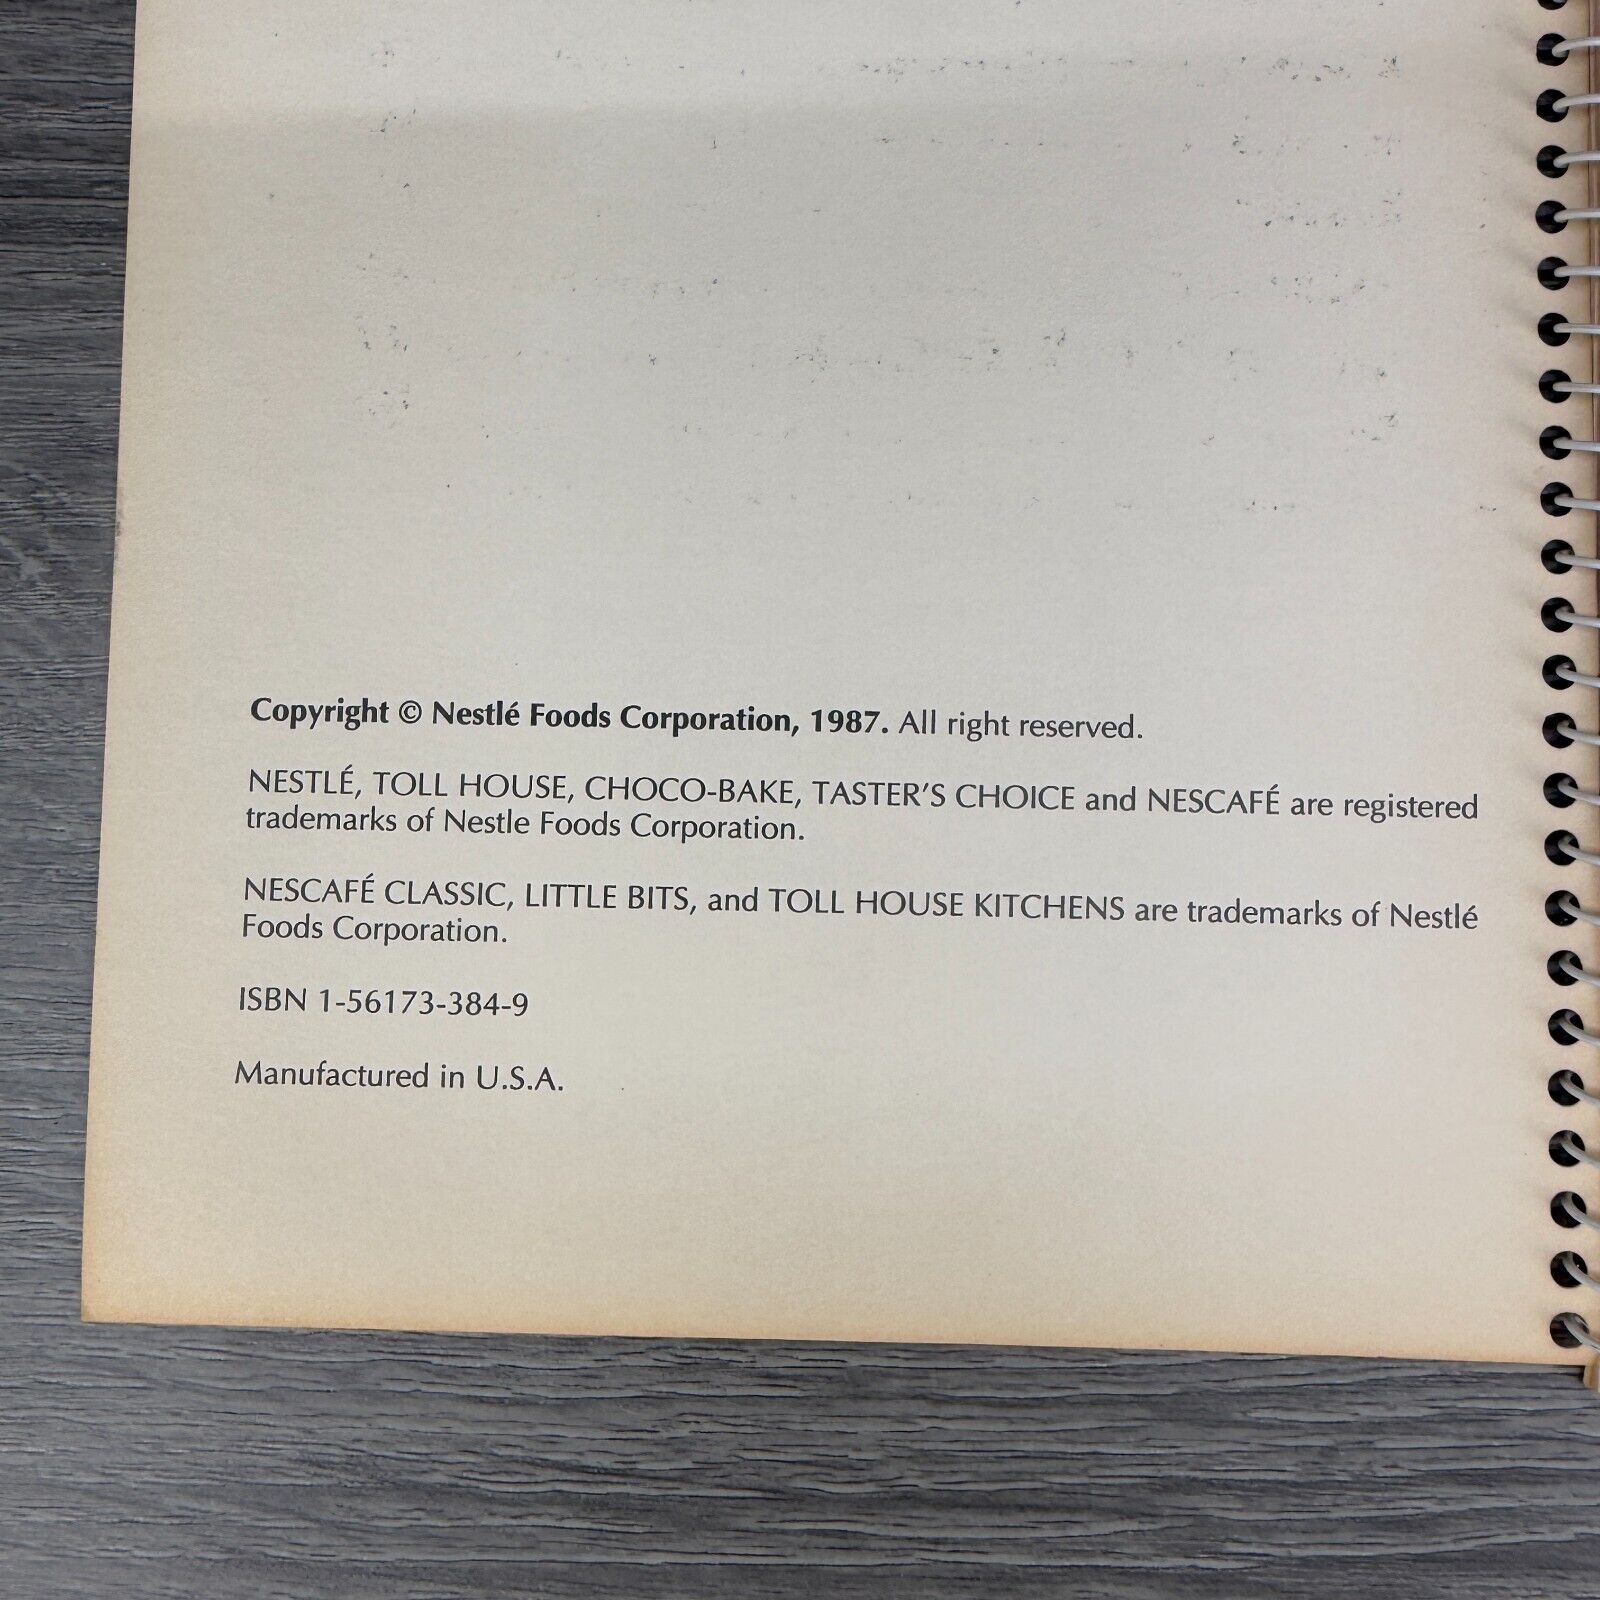 Copyright © Nestlé Foods Corporation, 1987. All right reserved.
NESTLÉ, TOLL HOUSE, CHOCO-BAKE, TASTER'S CHOICE and NESCAFÉ are registered
trademarks of Nestle Foods Corporation.
NESCAFÉ CLASSIC, LITTLE BITS, and TOLL HOUSE KITCHENS are trademarks of Nestlé
Foods Corporation.
ISBN 1-56173-384-9
Manufactured in U.S.A.